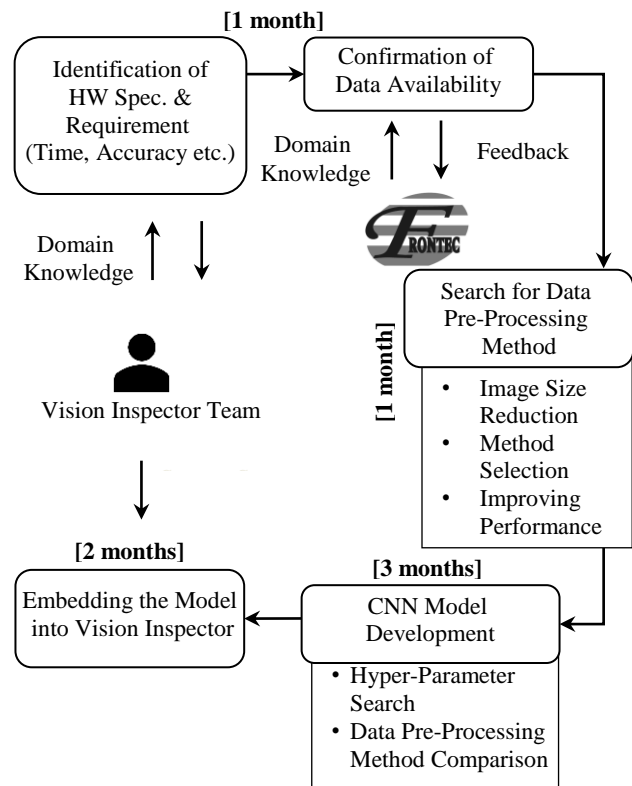 [1 month]
Identification of
HW Spec. &
Requirement
(Time, Accuracy etc.)
Confirmation of
Data Availability
Domain
Knowledge
Feedback
FRONTEC
Domain
Knowledge
Vision Inspector Team
[1 month]
Search for Data
Pre-Processing
Method
• Image Size
Reduction
• Method
Selection
• Improving
Performance
[2 months]
Embedding the Model
into Vision Inspector
[3 months]
CNN Model
Development
• Hyper-Parameter
Search
• Data Pre-Processing
Method Comparison